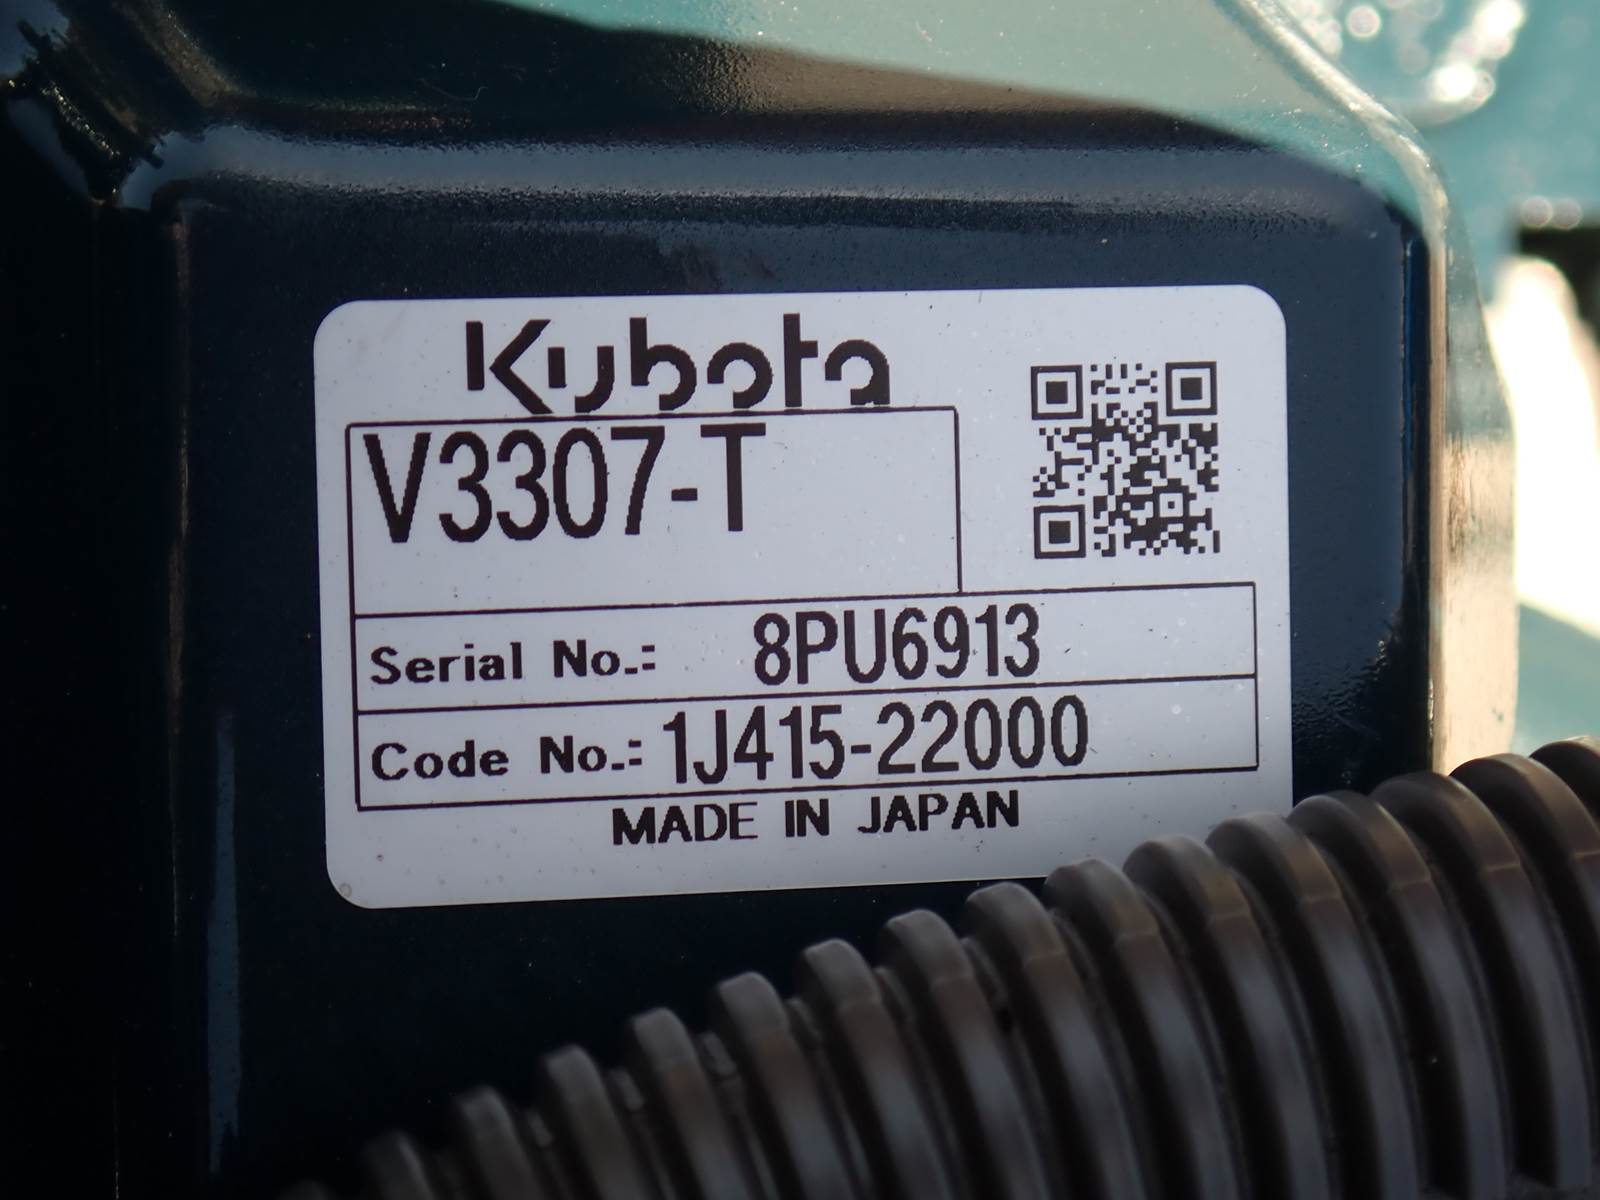 Kubota
V3307-T
Serial No.: 8PU6913
Code No.: 1J415-22000
MADE IN JAPAN